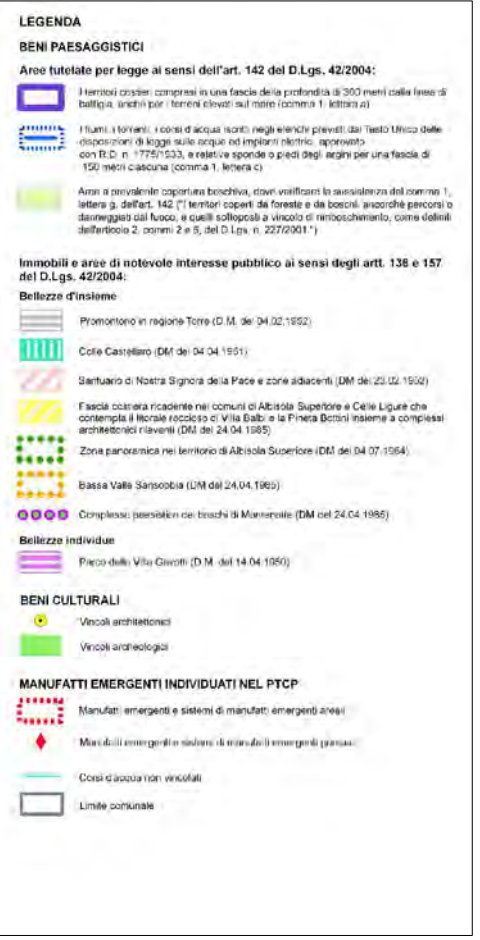 LEGENDA
BENI PAESAGGISTICI
Aree tutelate per legge ai sensi dell'art. 142 del D.Lgs. 42/2004:
I territori costieri compresi in una fascia della profondità di 300 metri dalla linea di
battigia, anche per i terreni elevati sul mare (comma 1, lettera a)
I fiumi, i torrenti, i corsi d'acqua iscritti negli elenchi previsti dal Testo Unico delle
disposizioni di legge sulle acque ed impianti elettrici, approvato
con R.D. n. 1775/1933, e relative sponde o piedi degli argini per una fascia di
150 metri ciascuna (comma 1, lettera c)
Aree a prevalente copertura boschiva, dove verificare la sussistenza del comma 1,
lettera g, dell'art. 142 ("I territori coperti da foreste e da boschi, ancorché percorsi o
danneggiati dal fuoco, e quelli sottoposti a vincolo di rimboschimento, come definiti
dall'articolo 2, commi 2 e 6, del D.Lgs. n. 227/2001.")
Immobili e aree di notevole interesse pubblico ai sensi degli artt. 136 e 157
del D.Lgs. 42/2004:
Bellezze d'insieme
Promontorio in regione Torre (D.M. del 04.02.1952)
Colle Castellaro (DM del 04.04.1951)
Santuario di Nostra Signora della Pace e zone adiacenti (DM del 23.02.1952)
Fascia costiera ricadente nei comuni di Albisola Superiore e Celle Ligure che
contempla il litorale roccioso di Villa Balbi e la Pineta Bottini insieme a complessi
architettonici rilevanti (DM del 24.04.1985)
Zona panoramica nel territorio di Albisola Superiore (DM del 04.07.1964)
Bassa Valle Sansobbia (DM del 24.04.1985)
Complesso paesistico dei boschi di Montenotte (DM del 24.04.1985)
Bellezze individue
Parco della Villa Gavotti (D.M. del 14.04.1950)
BENI CULTURALI
Vincoli architettonici
Vincoli archeologici
MANUFATTI EMERGENTI INDIVIDUATI NEL PTCP
Manufatti emergenti e sistemi di manufatti emergenti areali
Manufatti emergenti e sistemi di manufatti emergenti puntuali
Corsi d'acqua non vincolati
Limite comunale